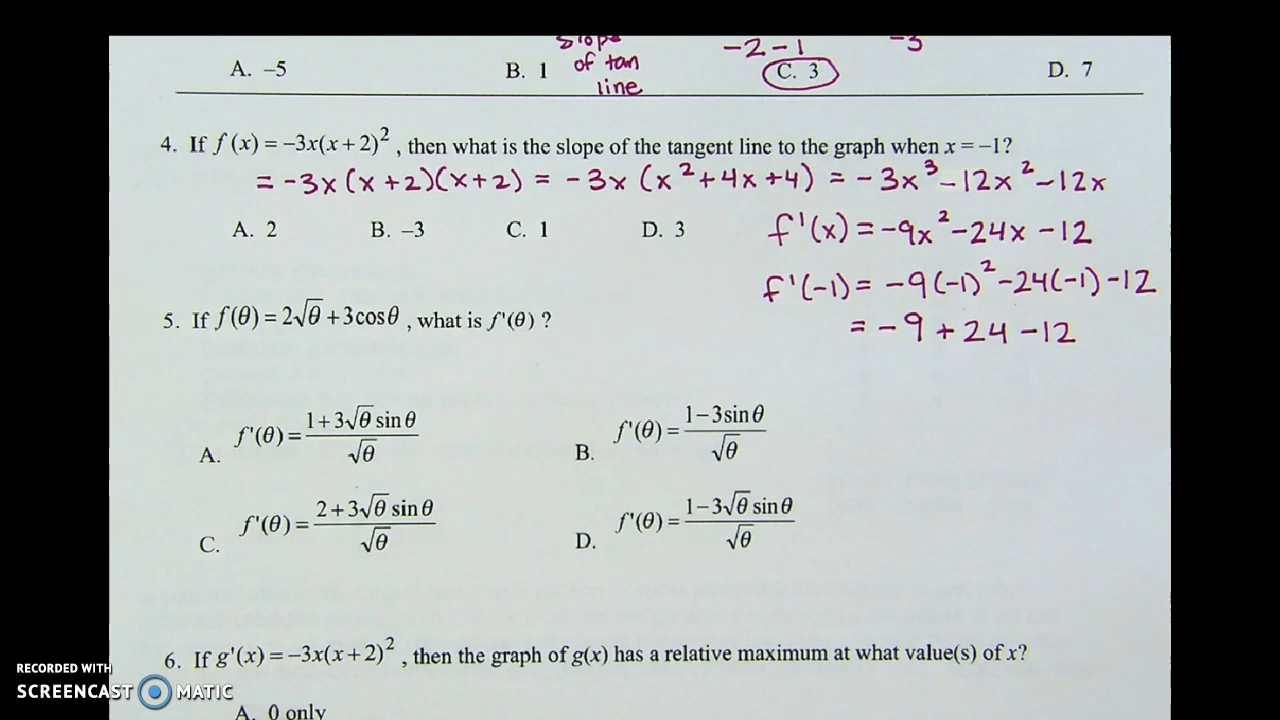 slope
-2-1
-3
A. –5
B. 1
of tan
C. 3
D. 7
line
4. If f(x) = –3x(x+2)², then what is the slope of the tangent line to the graph when x = –1?
= -3x(x+2)(x+2) = -3x(x²+4x+4) = -3x³-12x²-12x
A. 2
B. –3
C. 1
D. 3
f'(x) = -9x²-24x-12
f'(-1) = -9(-1)²-24(-1)-12
= -9+24-12
5. If f(θ) = 2√θ + 3cosθ, what is f'(θ) ?
A. f'(θ) = (1+3√θ sinθ)/√θ
B. f'(θ) = (1–3sinθ)/√θ
C. f'(θ) = (2+3√θ sinθ)/√θ
D. f'(θ) = (1–3√θ sinθ)/√θ
6. If g'(x) = –3x(x+2)², then the graph of g(x) has a relative maximum at what value(s) of x?
A. 0 only
RECORDED WITH
SCREENCAST MATIC